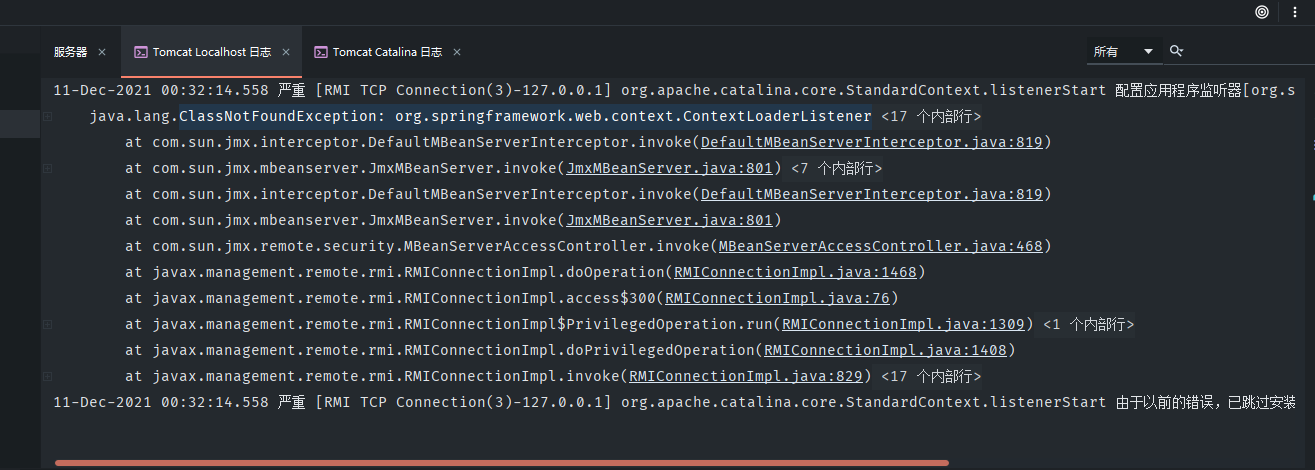 服务器 × Tomcat Localhost 日志 × Tomcat Catalina 日志 × 所有
11-Dec-2021 00:32:14.558 严重 [RMI TCP Connection(3)-127.0.0.1] org.apache.catalina.core.StandardContext.listenerStart 配置应用程序监听器[org.s
java.lang.ClassNotFoundException: org.springframework.web.context.ContextLoaderListener <17 个内部行>
at com.sun.jmx.interceptor.DefaultMBeanServerInterceptor.invoke(DefaultMBeanServerInterceptor.java:819)
at com.sun.jmx.mbeanserver.JmxMBeanServer.invoke(JmxMBeanServer.java:801) <7 个内部行>
at com.sun.jmx.interceptor.DefaultMBeanServerInterceptor.invoke(DefaultMBeanServerInterceptor.java:819)
at com.sun.jmx.mbeanserver.JmxMBeanServer.invoke(JmxMBeanServer.java:801)
at com.sun.jmx.remote.security.MBeanServerAccessController.invoke(MBeanServerAccessController.java:468)
at javax.management.remote.rmi.RMIConnectionImpl.doOperation(RMIConnectionImpl.java:1468)
at javax.management.remote.rmi.RMIConnectionImpl.access$300(RMIConnectionImpl.java:76)
at javax.management.remote.rmi.RMIConnectionImpl$PrivilegedOperation.run(RMIConnectionImpl.java:1309) <1 个内部行>
at javax.management.remote.rmi.RMIConnectionImpl.doPrivilegedOperation(RMIConnectionImpl.java:1408)
at javax.management.remote.rmi.RMIConnectionImpl.invoke(RMIConnectionImpl.java:829) <17 个内部行>
11-Dec-2021 00:32:14.558 严重 [RMI TCP Connection(3)-127.0.0.1] org.apache.catalina.core.StandardContext.listenerStart 由于以前的错误，已跳过安装